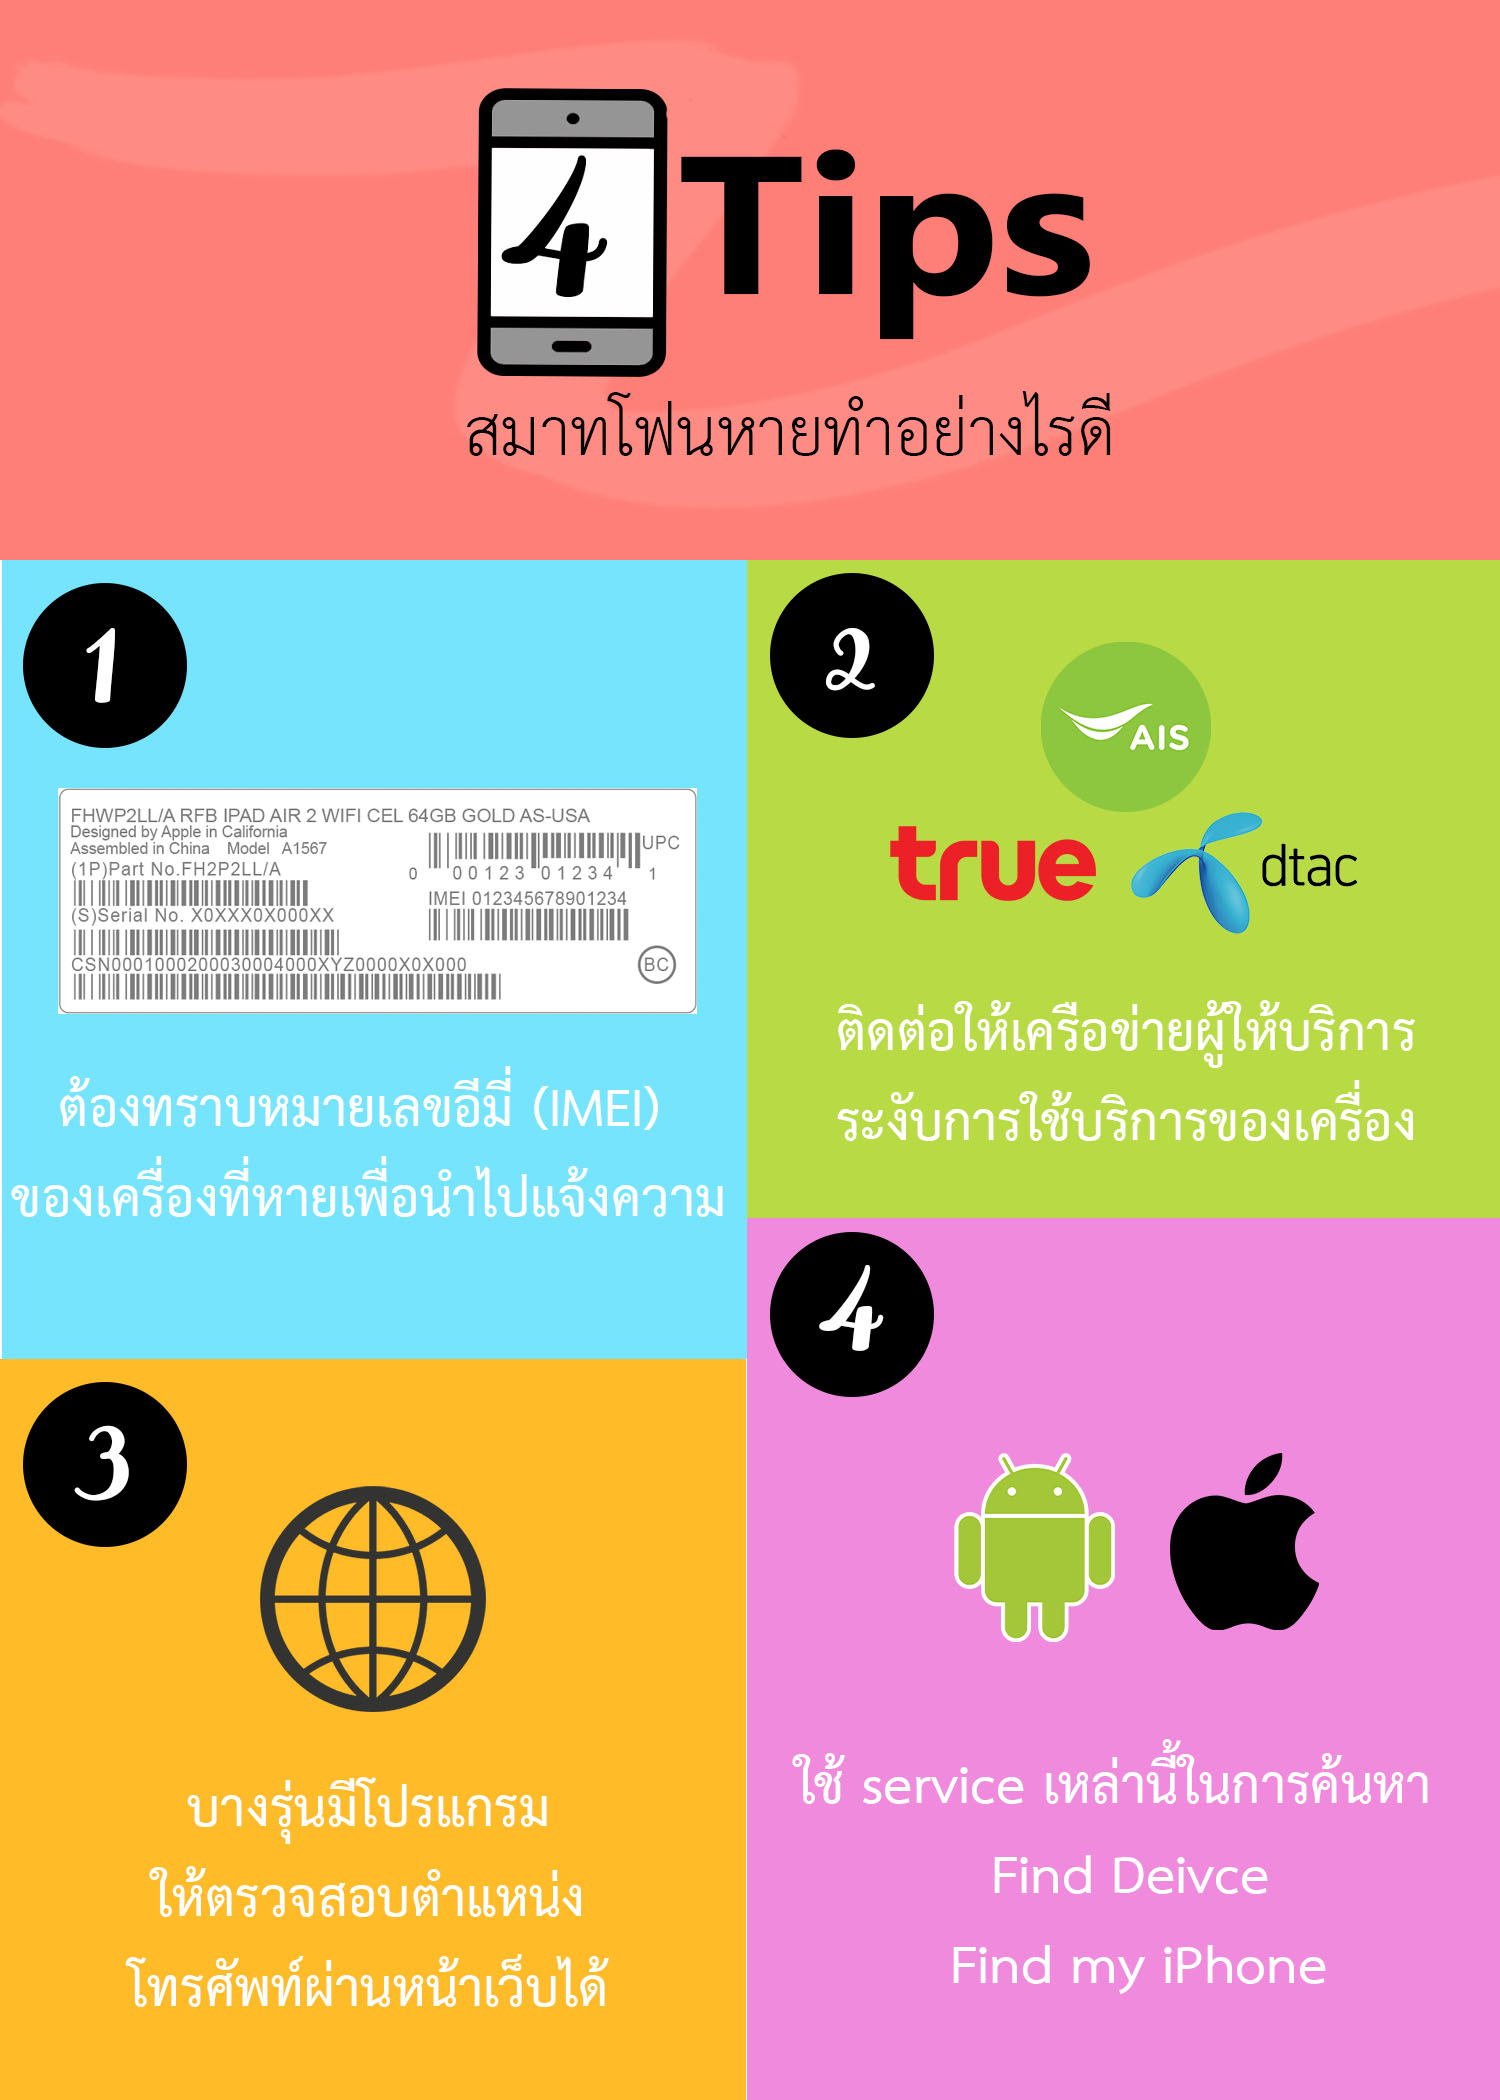 4 Tips
สมาทโฟนหายทำอย่างไรดี
1
FHWP2LL/A RFB IPAD AIR 2 WIFI CEL 64GB GOLD AS-USA
Designed by Apple in California
Assembled in China Model A1567
(1P)Part No.FH2P2LL/A
(S)Serial No. X0XXX0X000XX
CSN0001000200030004000XYZ0000X0X000
UPC
0 00123 01234 1
IMEI 012345678901234
BC
ต้องทราบหมายเลขอีมี่ (IMEI)
ของเครื่องที่หายเพื่อนำไปแจ้งความ
2
AIS
true
dtac
ติดต่อให้เครือข่ายผู้ให้บริการ
ระงับการใช้บริการของเครื่อง
3
บางรุ่นมีโปรแกรม
ให้ตรวจสอบตำแหน่ง
โทรศัพท์ผ่านหน้าเว็บได้
4
ใช้ service เหล่านี้ในการค้นหา
Find Deivce
Find my iPhone